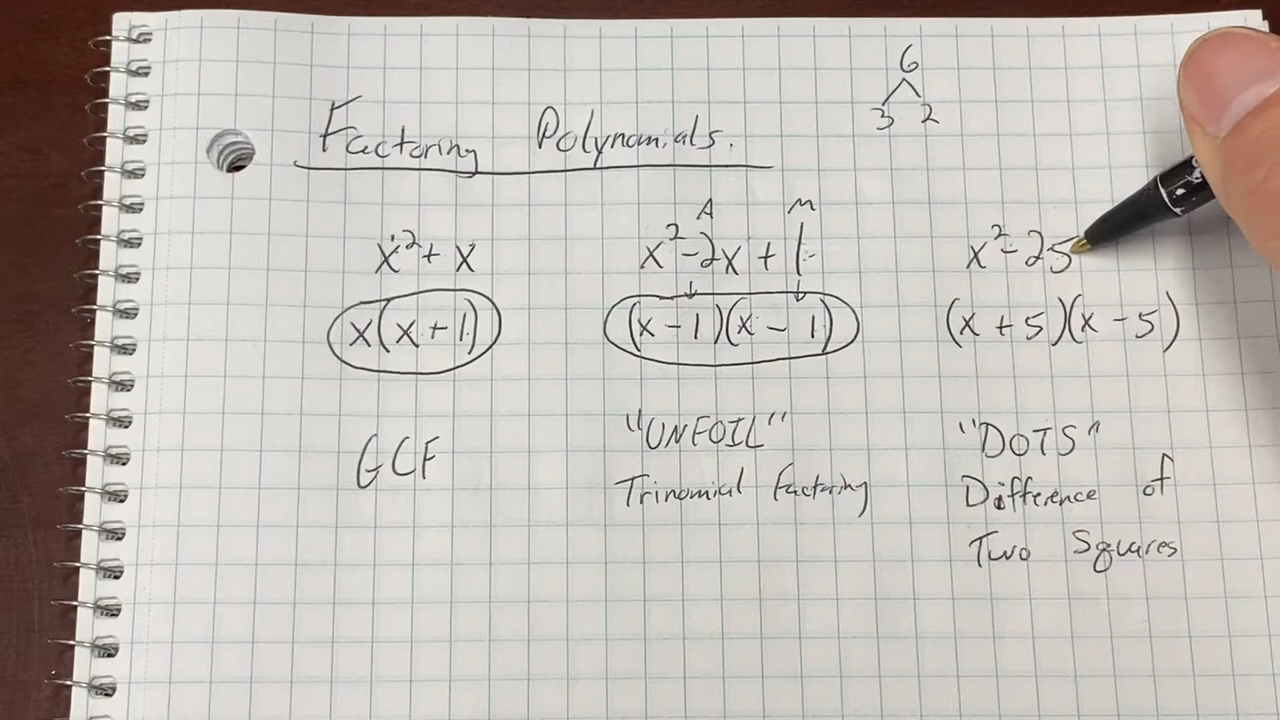 6
3 2
Factoring Polynomials.
A M
x² + x
x² - 2x + 1
x² - 25
x(x + 1)
(x - 1)(x - 1)
(x + 5)(x - 5)
GCF
"UNFOIL"
Trinomial Factoring
"DOTS"
Difference of
Two Squares